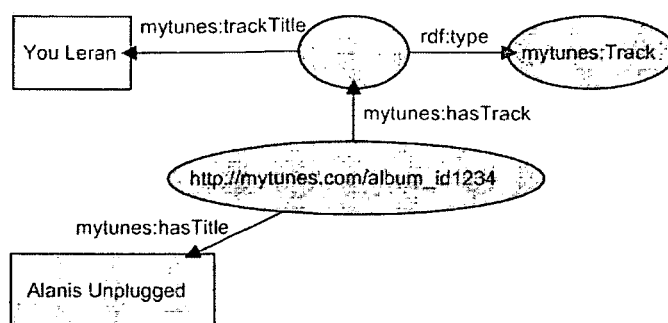 mytunes:trackTitle
rdf:type
You Leran
mytunes:Track
mytunes:hasTrack
http://mytunes.com/album_id1234
mytunes:hasTitle
Alanis Unplugged